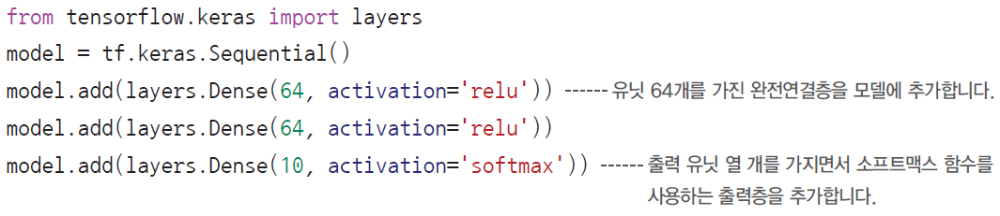 from tensorflow.keras import layers
model = tf.keras.Sequential()
model.add(layers.Dense(64, activation='relu')) ------ 유닛 64개를 가진 완전연결층을 모델에 추가합니다.
model.add(layers.Dense(64, activation='relu'))
model.add(layers.Dense(10, activation='softmax')) ------ 출력 유닛 열 개를 가지면서 소프트맥스 함수를
사용하는 출력층을 추가합니다.